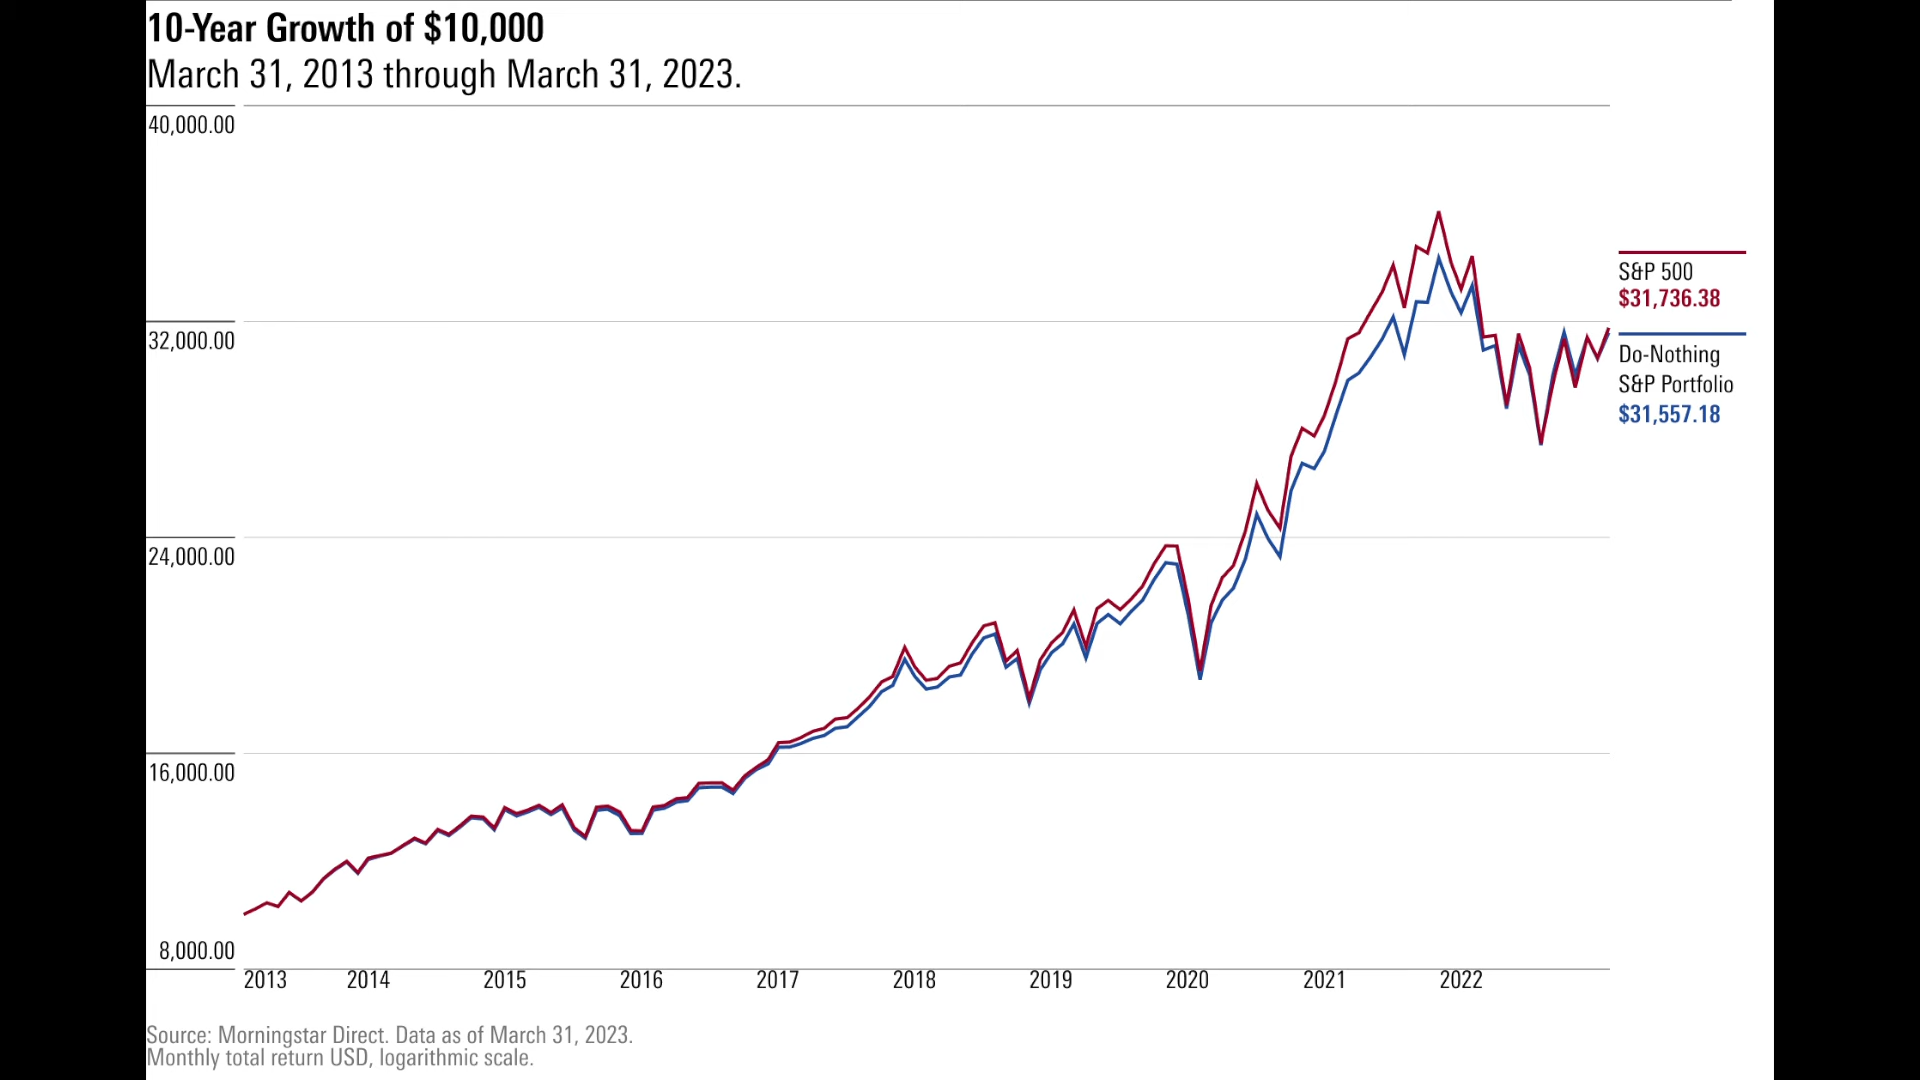 10-Year Growth of $10,000
March 31, 2013 through March 31, 2023.
40,000.00
32,000.00
24,000.00
16,000.00
8,000.00
S&P 500
$31,736.38
Do-Nothing
S&P Portfolio
$31,557.18
2013 2014 2015 2016 2017 2018 2019 2020 2021 2022
Source: Morningstar Direct. Data as of March 31, 2023.
Monthly total return USD, logarithmic scale.